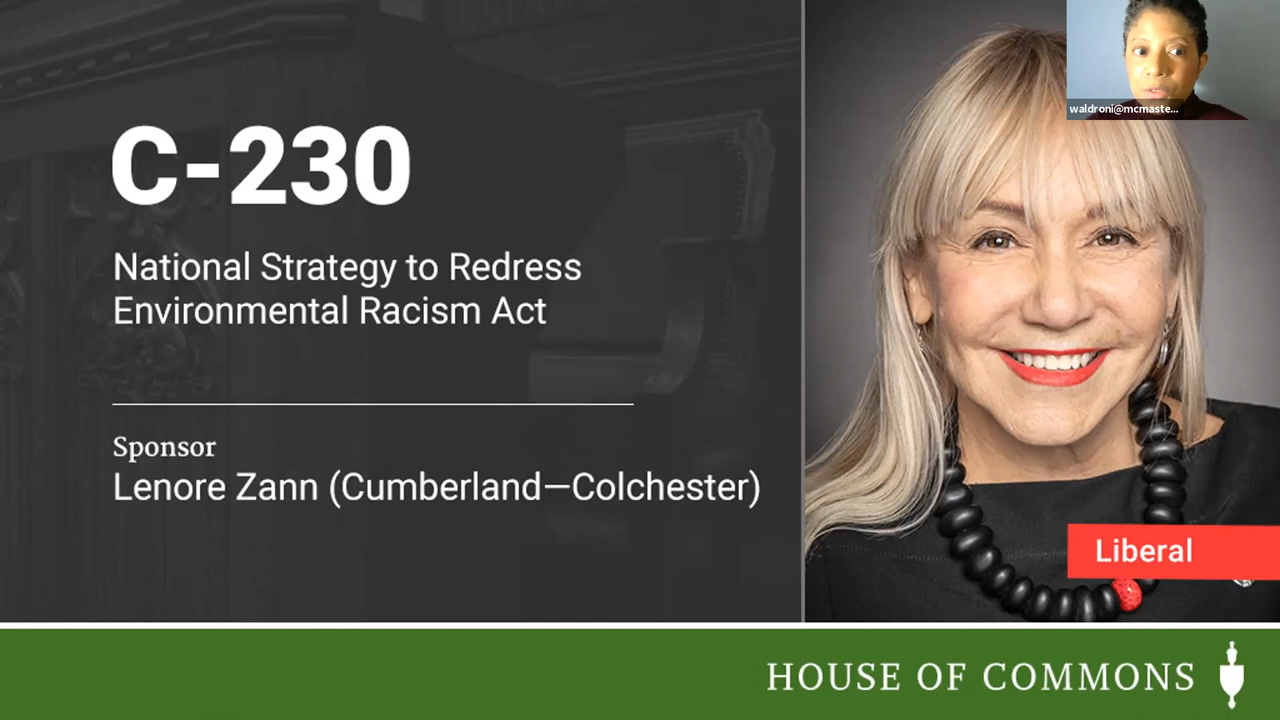 waldroni@mcmaste...
C-230
National Strategy to Redress
Environmental Racism Act
Sponsor
Lenore Zann (Cumberland—Colchester)
Liberal
HOUSE OF COMMONS